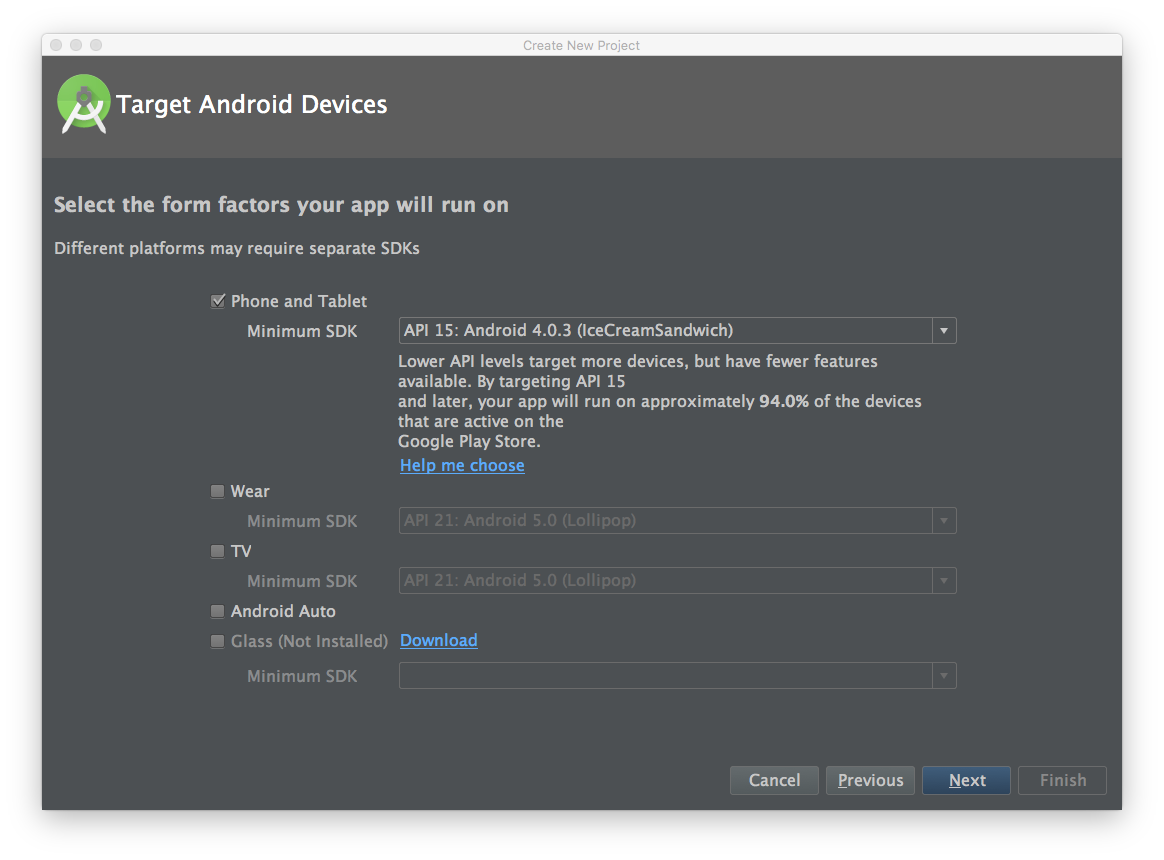 Create New Project
Target Android Devices
Select the form factors your app will run on
Different platforms may require separate SDKs
Phone and Tablet
Minimum SDK API 15: Android 4.0.3 (IceCreamSandwich)
Lower API levels target more devices, but have fewer features
available. By targeting API 15
and later, your app will run on approximately 94.0% of the devices
that are active on the
Google Play Store.
Help me choose
Wear
Minimum SDK API 21: Android 5.0 (Lollipop)
TV
Minimum SDK API 21: Android 5.0 (Lollipop)
Android Auto
Glass (Not Installed) Download
Minimum SDK
Cancel Previous Next Finish